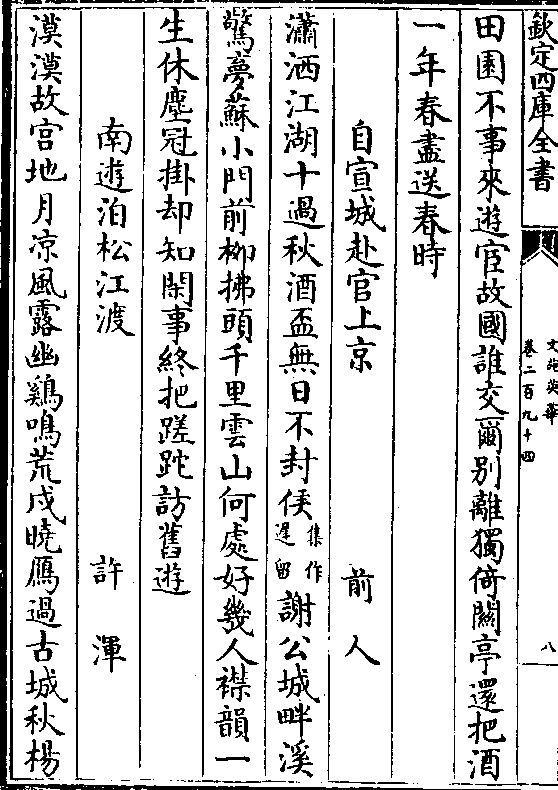 欽定四庫全書
文苑英華
卷二百九十四
八
田園不事來遊宦故國誰交爾別離獨倚關亭還把酒
一年春盡送春時
自宣城赴官上京 前人
瀟洒江湖十過秋酒盃無日不封侯集作遲留謝公城畔溪
驚夢蘇小門前柳拂頭千里雲山何處好幾人襟韻一
生休塵冠掛却知閑事終把蹉跎訪舊遊
南遊泊松江渡 許渾
漠漠故宮地月凉風露幽鷄鳴荒戍曉鴈過古城秋楊